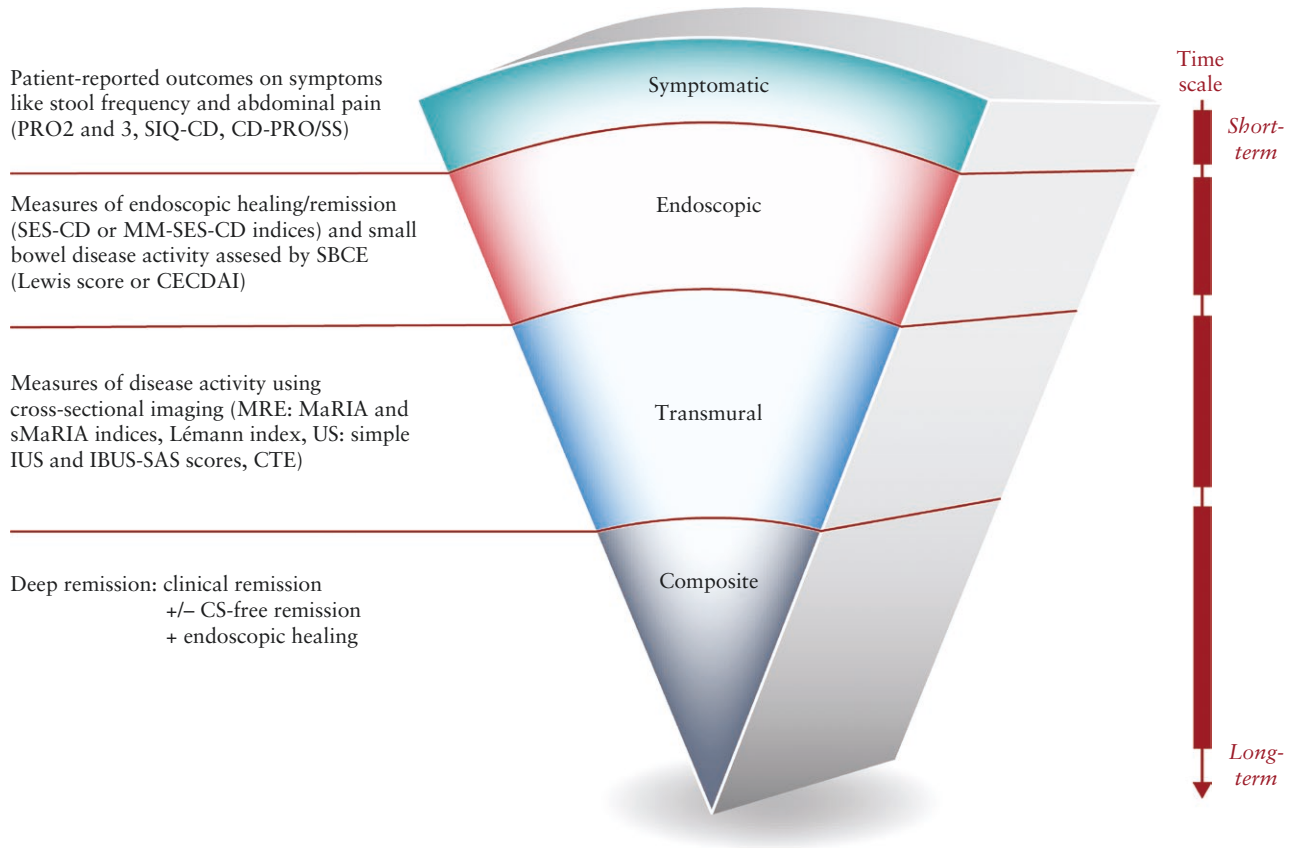 Patient-reported outcomes on symptoms
like stool frequency and abdominal pain
(PRO2 and 3, SIQ-CD, CD-PRO/SS)
Symptomatic
Time
scale
Short-
term
Measures of endoscopic healing/remission
(SES-CD or MM-SES-CD indices) and small
bowel disease activity assesed by SBCE
(Lewis score or CECDAI)
Endoscopic
Measures of disease activity using
cross-sectional imaging (MRE: MaRIA and
sMaRIA indices, Lémann index, US: simple
IUS and IBUS-SAS scores, CTE)
Transmural
Deep remission: clinical remission
+/– CS-free remission
+ endoscopic healing
Composite
Long-
term